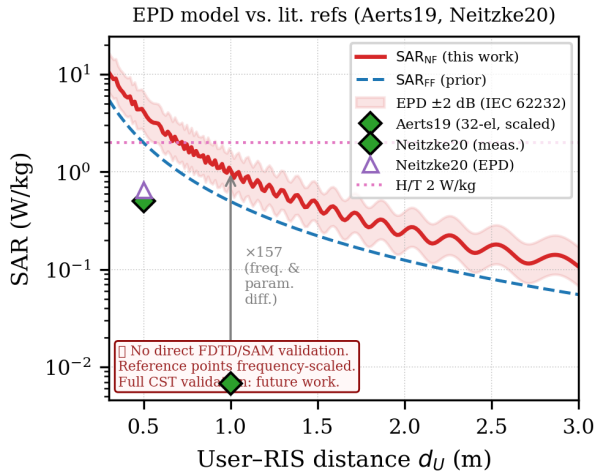 EPD model vs. lit. refs (Aerts19, Neitzke20)
SAR_NF (this work)
SAR_FF (prior)
EPD ±2 dB (IEC 62232)
Aerts19 (32-el, scaled)
Neitzke20 (meas.)
Neitzke20 (EPD)
H/T 2 W/kg
SAR (W/kg)
10¹
10⁰
10⁻¹
10⁻²
×157
(freq. &
param.
diff.)
No direct FDTD/SAM validation.
Reference points frequency-scaled.
Full CST validation: future work.
0.5 1.0 1.5 2.0 2.5 3.0
User–RIS distance d_U (m)